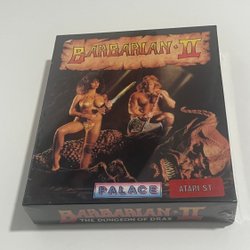 BARBARIAN·II
PALACE
ATARI ST
BARBARIAN·II
THE DUNGEON OF DRAX